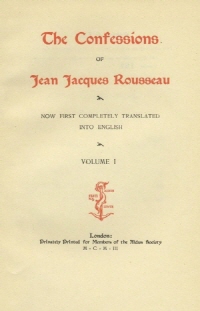 The Confessions
OF
Jean Jacques Rousseau
NOW FIRST COMPLETELY TRANSLATED
INTO ENGLISH
VOLUME I
London:
Privately Printed for Members of the Aldus Society
M-C-M-III